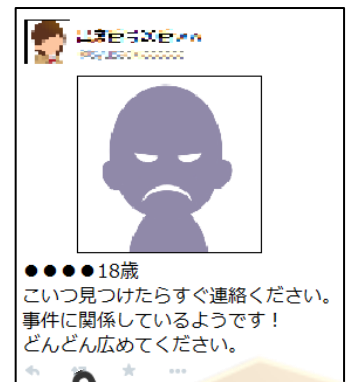 ●●●●18歳
こいつ見つけたらすぐ連絡ください。
事件に関係しているようです！
どんどん広めてください。